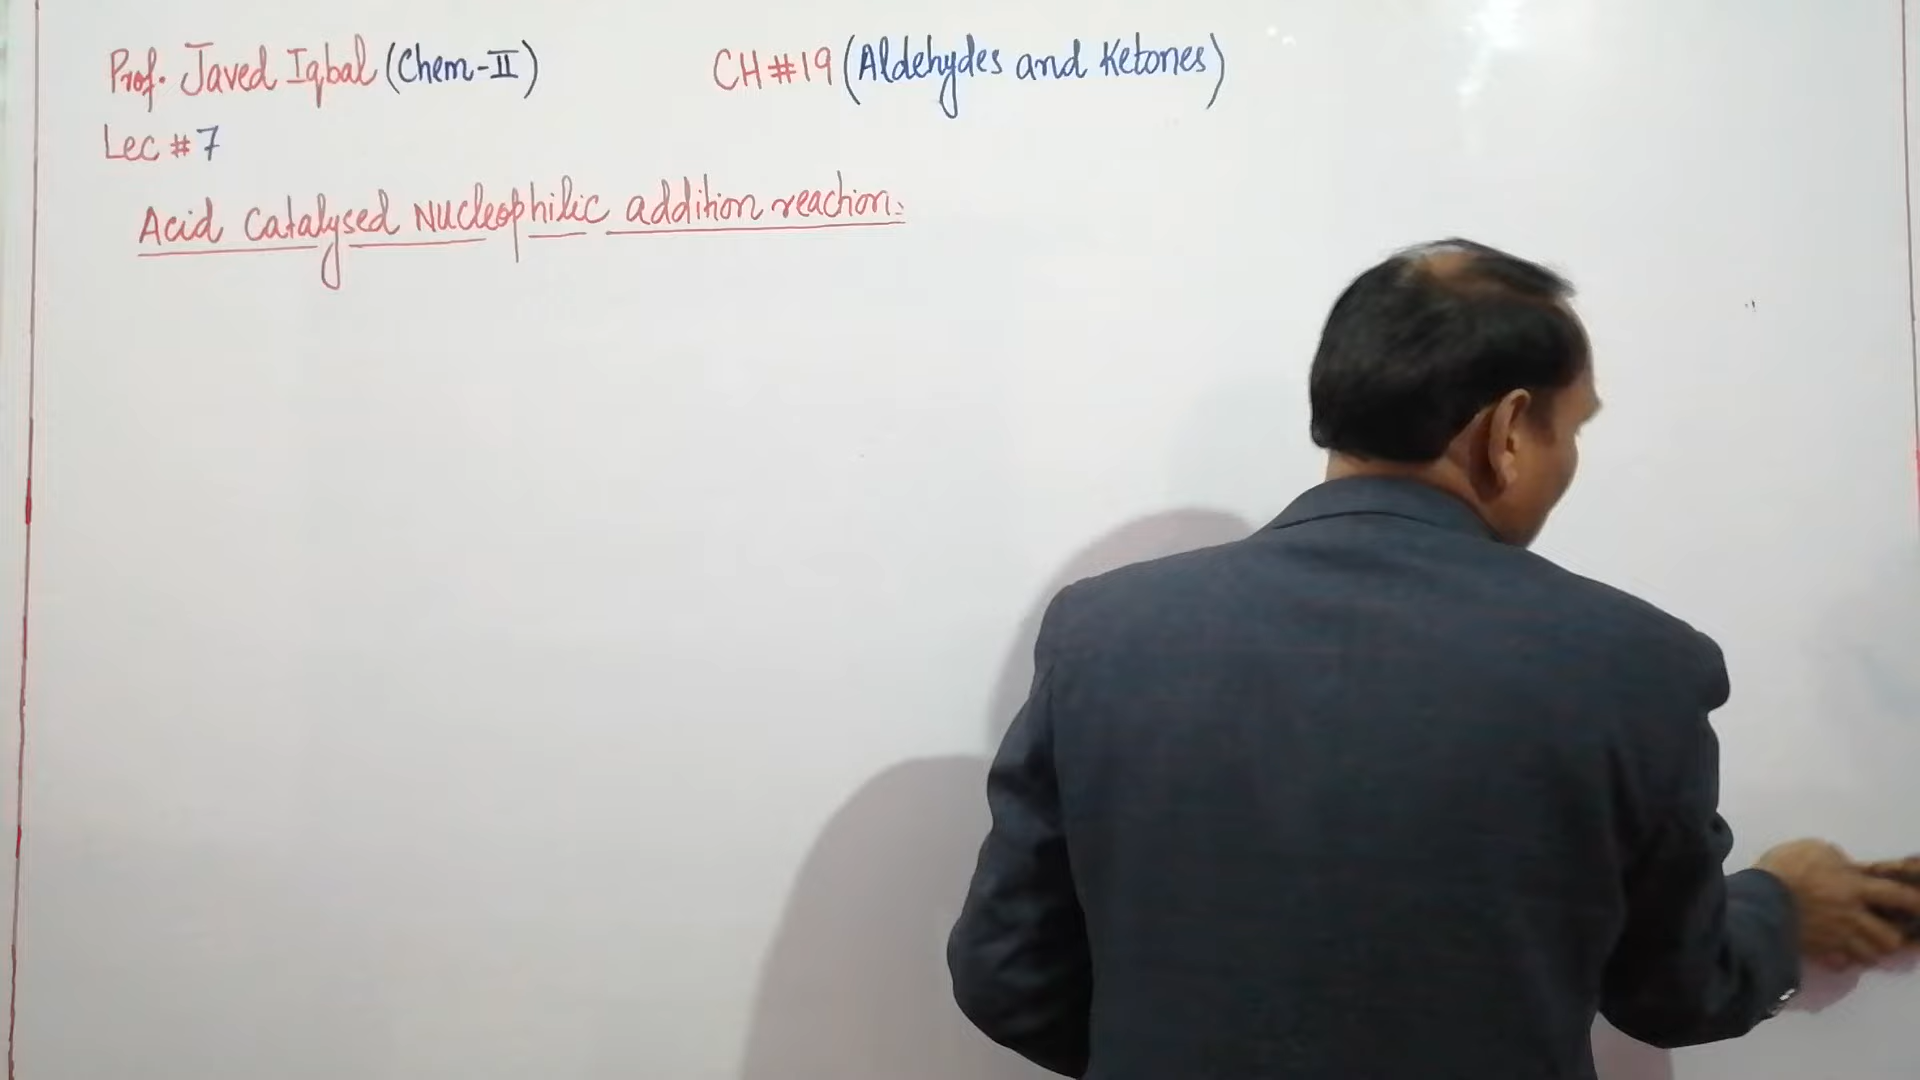 Prof. Javed Iqbal (Chem-II) CH#19 (Aldehydes and Ketones)
Lec # 7
Acid Catalysed Nucleophilic addition reaction: